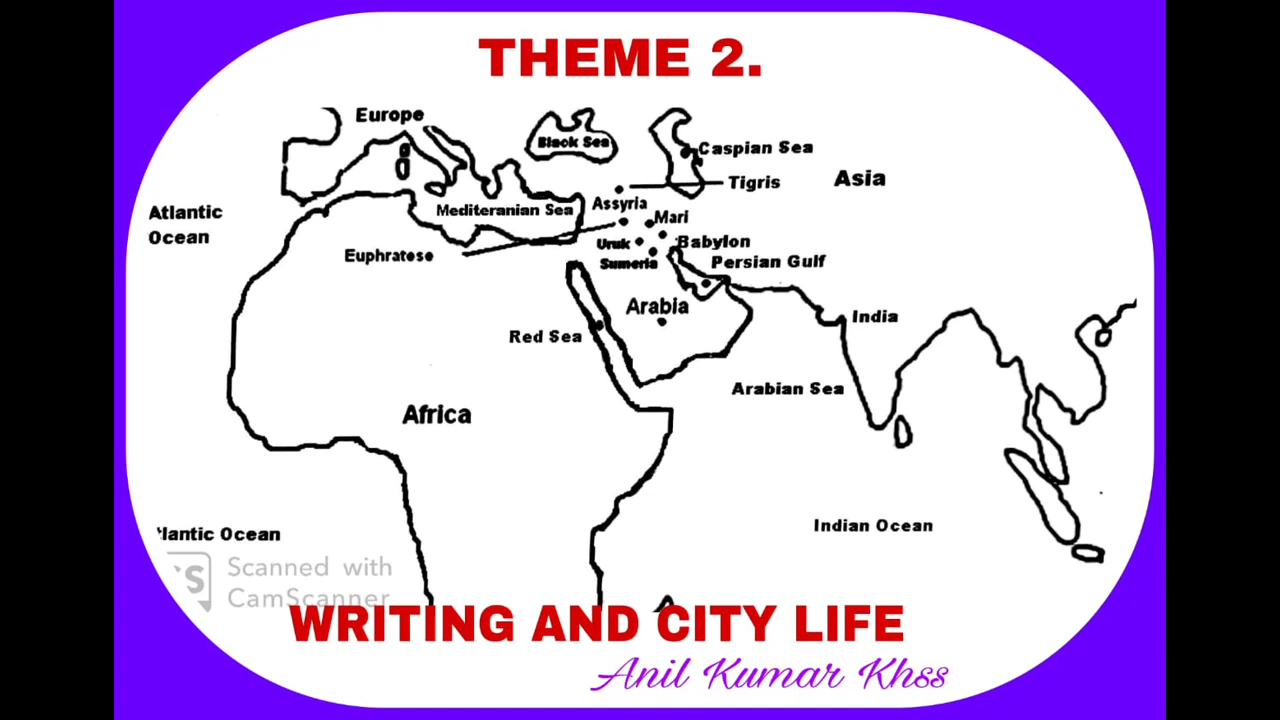 THEME 2.
Europe
Black Sea
Caspian Sea
Tigris
Asia
Atlantic
Ocean
Mediteranian Sea
Assyria
Mari
Uruk
Babylon
Euphratese
Sumeria
Persian Gulf
Arabia
India
Red Sea
Arabian Sea
Africa
Indian Ocean
lantic Ocean
CS
Scanned with
CamScanner
WRITING AND CITY LIFE
Anil Kumar Khss